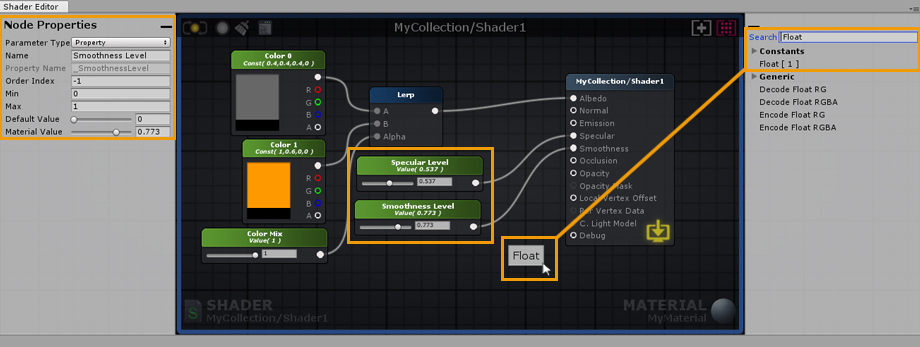 Shader Editor
Node Properties
Parameter Type Property
Name Smoothness Level
Property Name _SmoothnessLevel
Order Index -1
Min 0
Max 1
Default Value 0
Material Value 0.773
MyCollection/Shader1
Color 0
Const( 0.4,0.4,0.4,0 )
R
G
B
A
Color 1
Const( 1,0.6,0,0 )
R
G
B
A
Color Mix
Value( 1 )
1
Lerp
A
B
Alpha
Specular Level
Value( 0.537 )
0.537
Smoothness Level
Value( 0.773 )
0.773
Float
MyCollection/Shader1
Albedo
Normal
Emission
Specular
Smoothness
Occlusion
Opacity
Opacity Mask
Local Vertex Offset
Vertex Data
C. Light Model
Debug
S
SHADER
MyCollection/Shader1
MATERIAL
MyMaterial
Search Float
Constants
Float [ 1 ]
Generic
Decode Float RG
Decode Float RGBA
Encode Float RG
Encode Float RGBA